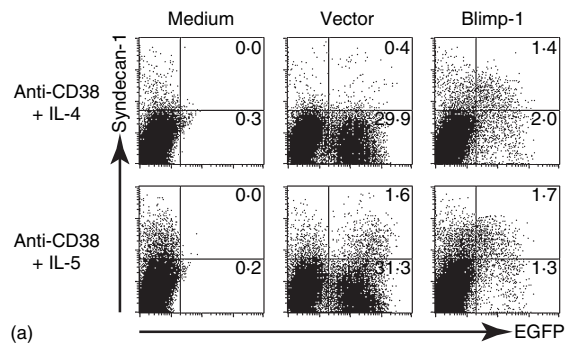 Medium Vector Blimp-1
Syndecan-1
Anti-CD38
+ IL-4
0·0 0·4 1·4
0·3 29·9 2·0
Anti-CD38
+ IL-5
0·0 1·6 1·7
0·2 31·3 1·3
(a) EGFP